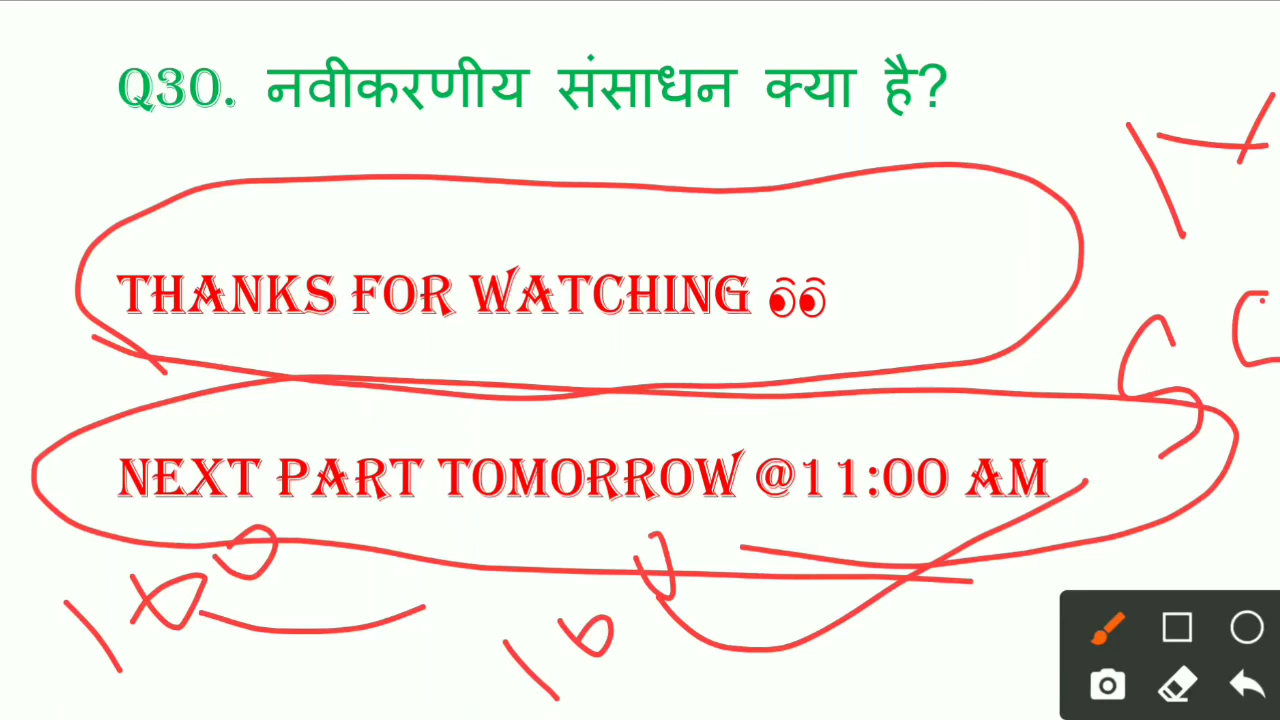 Q30. नवीकरणीय संसाधन क्या है?
THANKS FOR WATCHING 👀
NEXT PART TOMORROW @11:00 AM